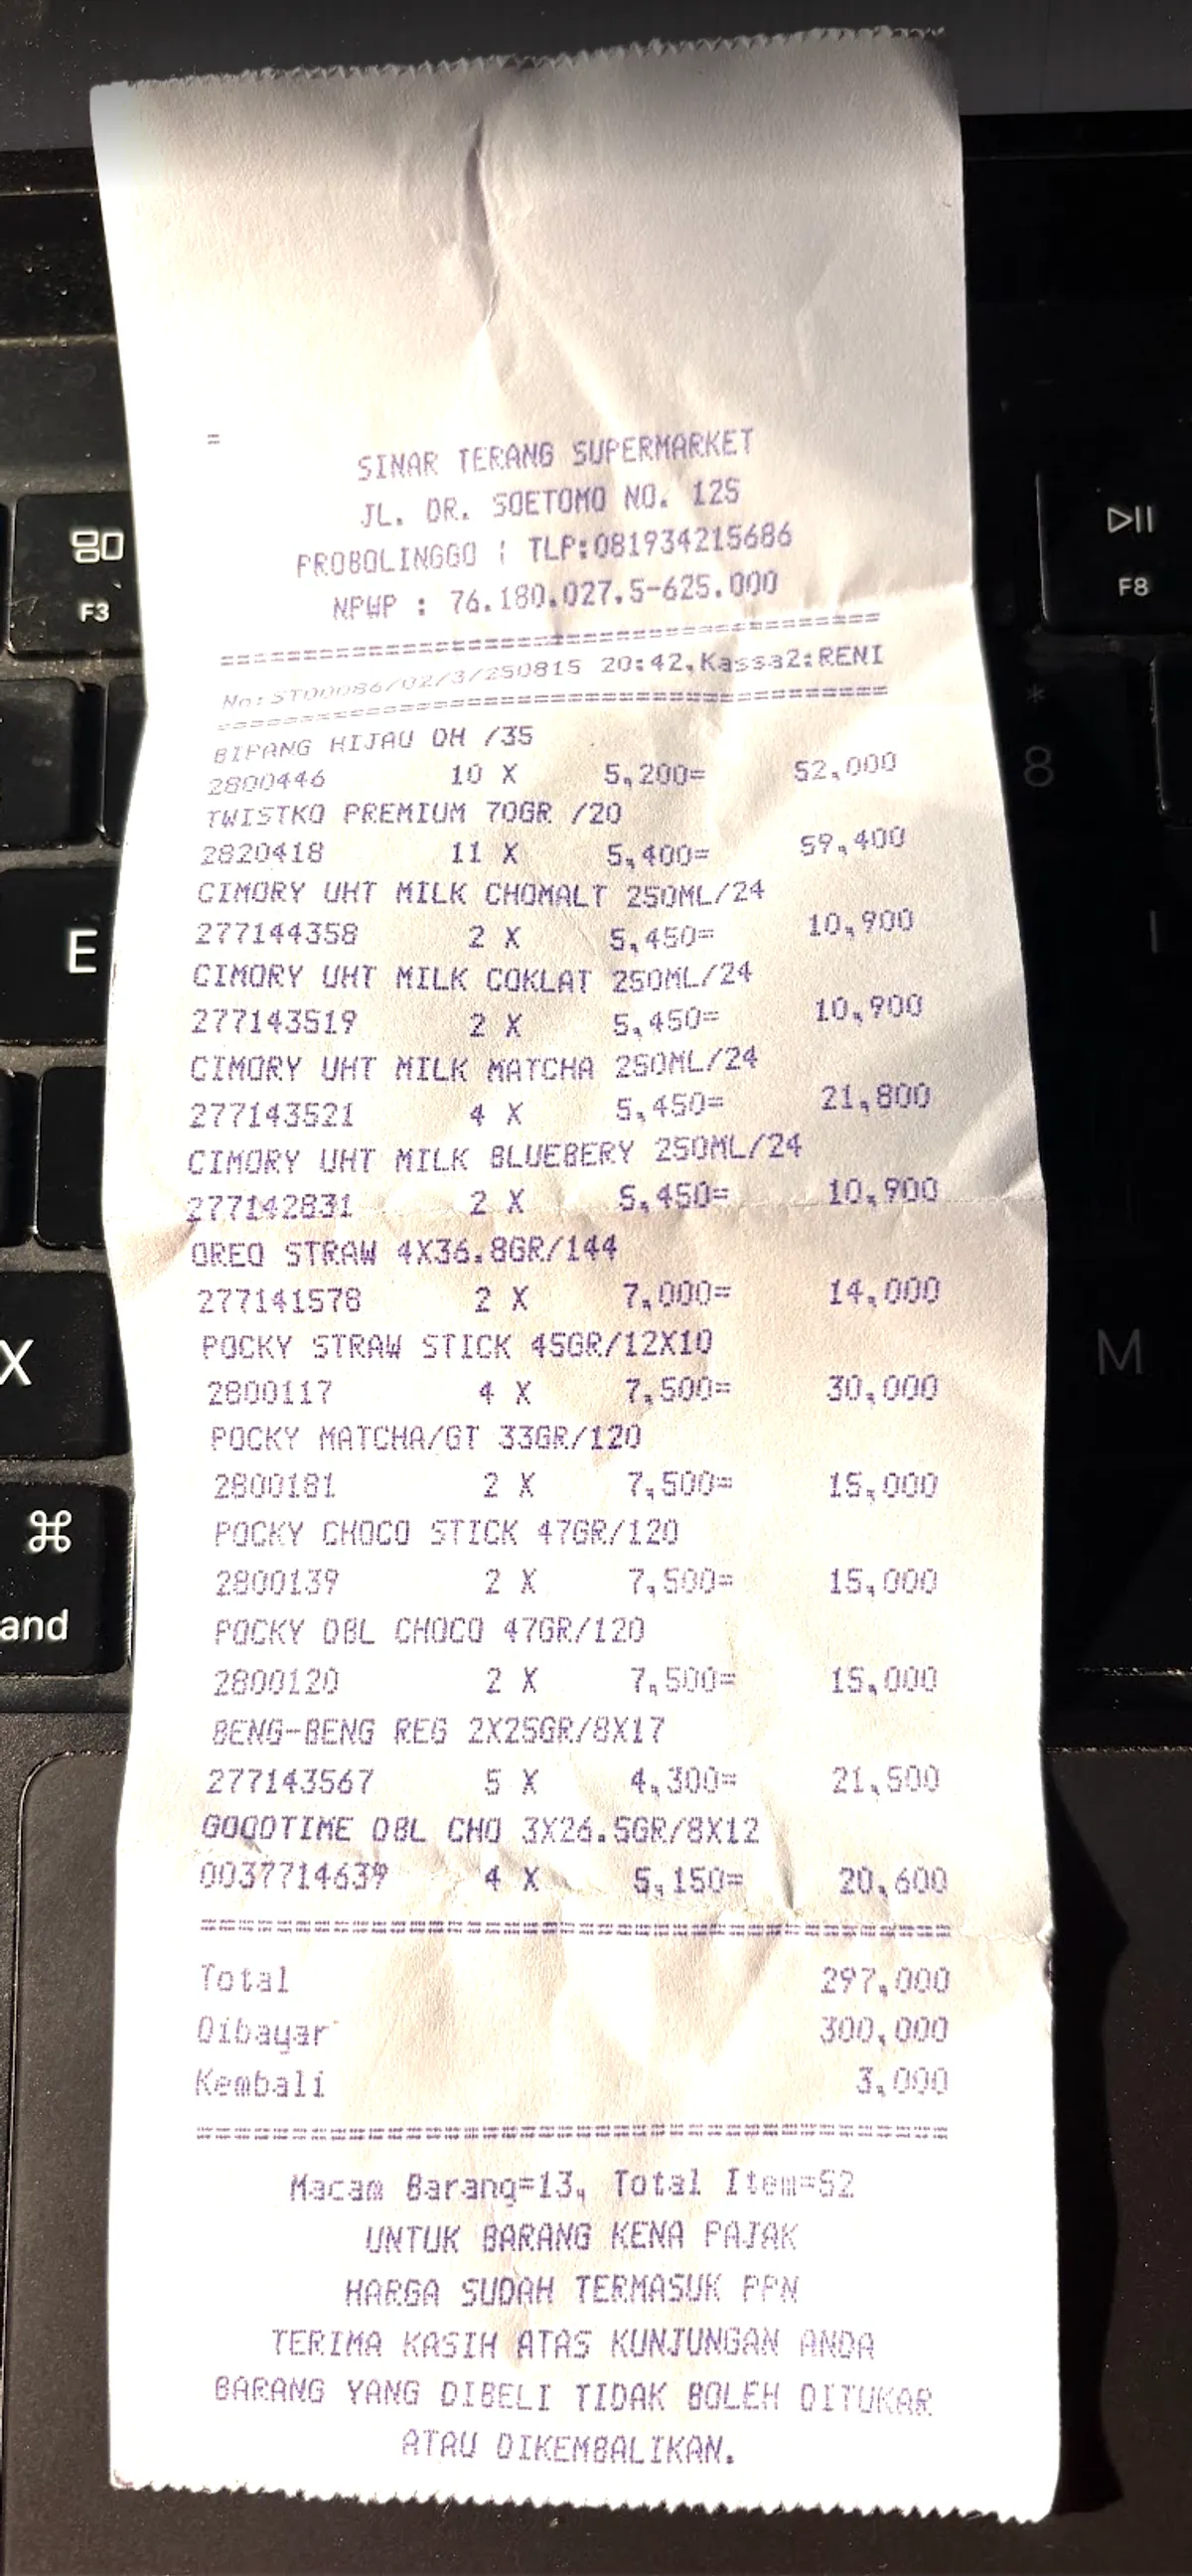 =
SINAR TERANG SUPERMARKET
JL. DR. SOETOMO NO. 125
PROBOLINGGO | TLP:081934215686
NPWP : 76.180.027.5-625.000
================================
No:ST00086/02/3/250815 20:42,Kassa2:RENI
================================
BIPANG HIJAU DH /35
2800446 10 X 5,200= 52,000
TWISTKO PREMIUM 70GR /20
2820418 11 X 5,400= 59,400
CIMORY UHT MILK CHOMALT 250ML/24
277144358 2 X 5,450= 10,900
CIMORY UHT MILK COKLAT 250ML/24
277143519 2 X 5,450= 10,900
CIMORY UHT MILK MATCHA 250ML/24
277143521 4 X 5,450= 21,800
CIMORY UHT MILK BLUEBERY 250ML/24
277142831 2 X 5,450= 10,900
OREO STRAW 4X36.8GR/144
277141578 2 X 7,000= 14,000
POCKY STRAW STICK 45GR/12X10
2800117 4 X 7,500= 30,000
POCKY MATCHA/GT 33GR/120
2800181 2 X 7,500= 15,000
POCKY CHOCO STICK 47GR/120
2800139 2 X 7,500= 15,000
POCKY DBL CHOCO 47GR/120
2800120 2 X 7,500= 15,000
BENG-BENG REG 2X25GR/8X17
277143567 5 X 4,300= 21,500
GOODTIME DBL CHO 3X26.5GR/8X12
0037714639 4 X 5,150= 20,600
================================
Total 297,000
Dibayar 300,000
Kembali 3,000
================================
Macam Barang=13, Total Item=52
UNTUK BARANG KENA PAJAK
HARGA SUDAH TERMASUK PPN
TERIMA KASIH ATAS KUNJUNGAN ANDA
BARANG YANG DIBELI TIDAK BOLEH DITUKAR
ATAU DIKEMBALIKAN.
F3
E
X
⌘
and
F8
*
8
I
M